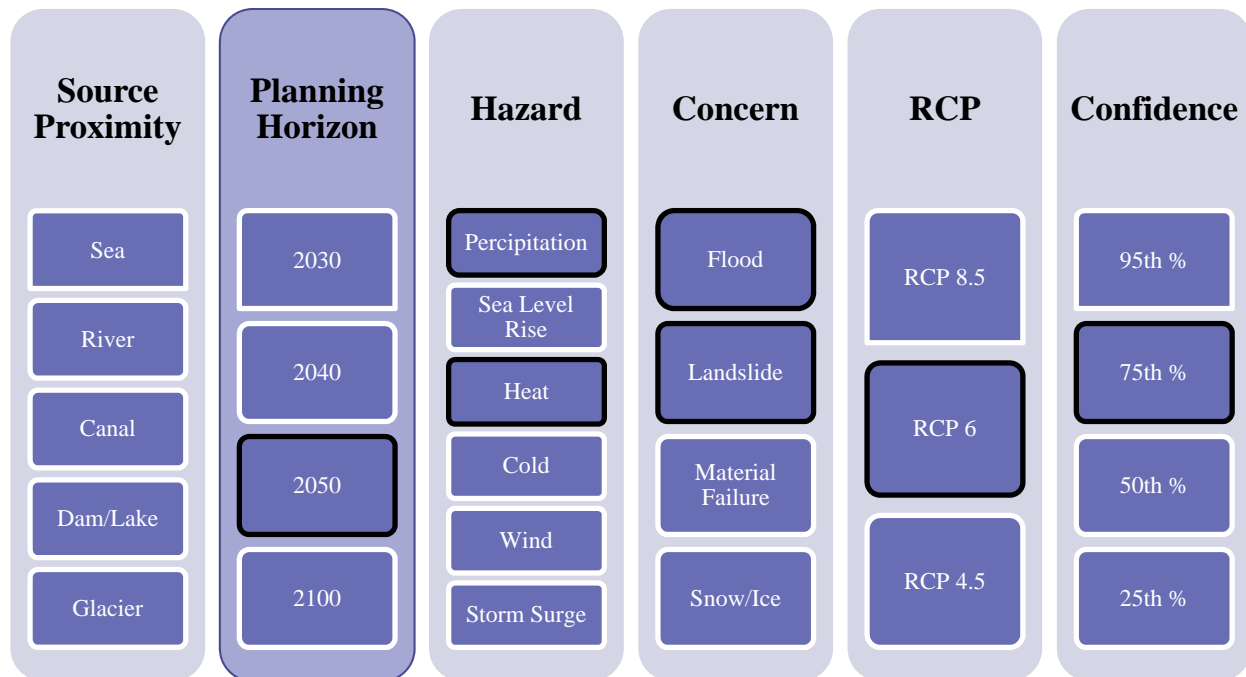 Source
Proximity
Sea
River
Canal
Dam/Lake
Glacier
Planning
Horizon
2030
2040
2050
2100
Hazard
Percipitation
Sea Level
Rise
Heat
Cold
Wind
Storm Surge
Concern
Flood
Landslide
Material
Failure
Snow/Ice
RCP
RCP 8.5
RCP 6
RCP 4.5
Confidence
95th %
75th %
50th %
25th %